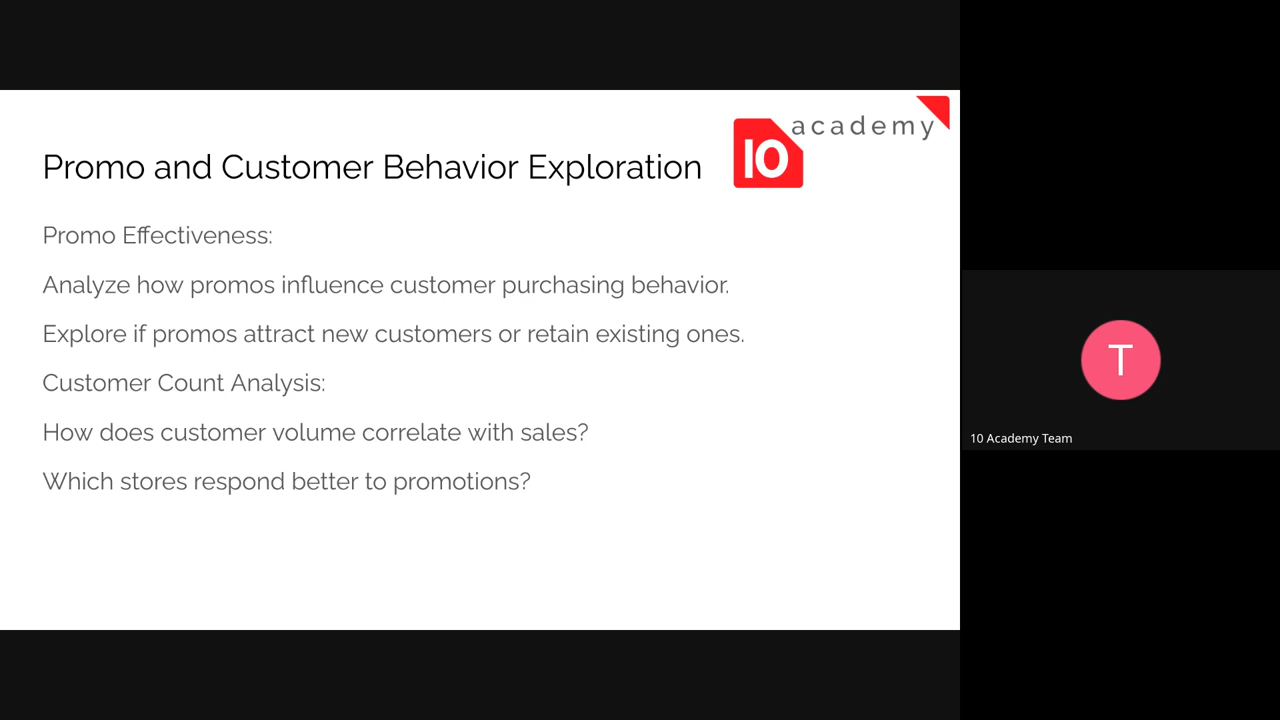 academy
10
Promo and Customer Behavior Exploration
Promo Effectiveness:
Analyze how promos influence customer purchasing behavior.
Explore if promos attract new customers or retain existing ones.
Customer Count Analysis:
How does customer volume correlate with sales?
Which stores respond better to promotions?
T
10 Academy Team